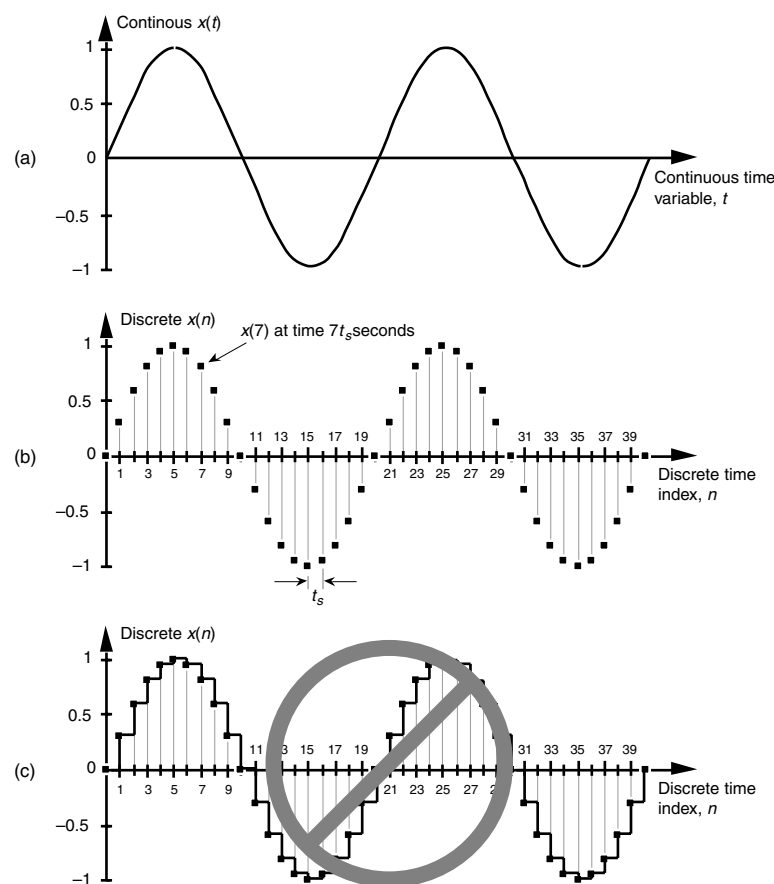 Continous x(t)
1
0.5
(a)
0
Continuous time
variable, t
−0.5
−1
Discrete x(n)
x(7) at time 7ts seconds
1
0.5
11 13 15 17 19 31 33 35 37 39
(b)
0
1 3 5 7 9 21 23 25 27 29
Discrete time
index, n
−0.5
−1
ts
Discrete x(n)
1
0.5
11 3 15 17 19 31 33 35 37 39
(c)
0
1 3 5 7 9 21 23 25 27 2
Discrete time
index, n
−0.5
−1